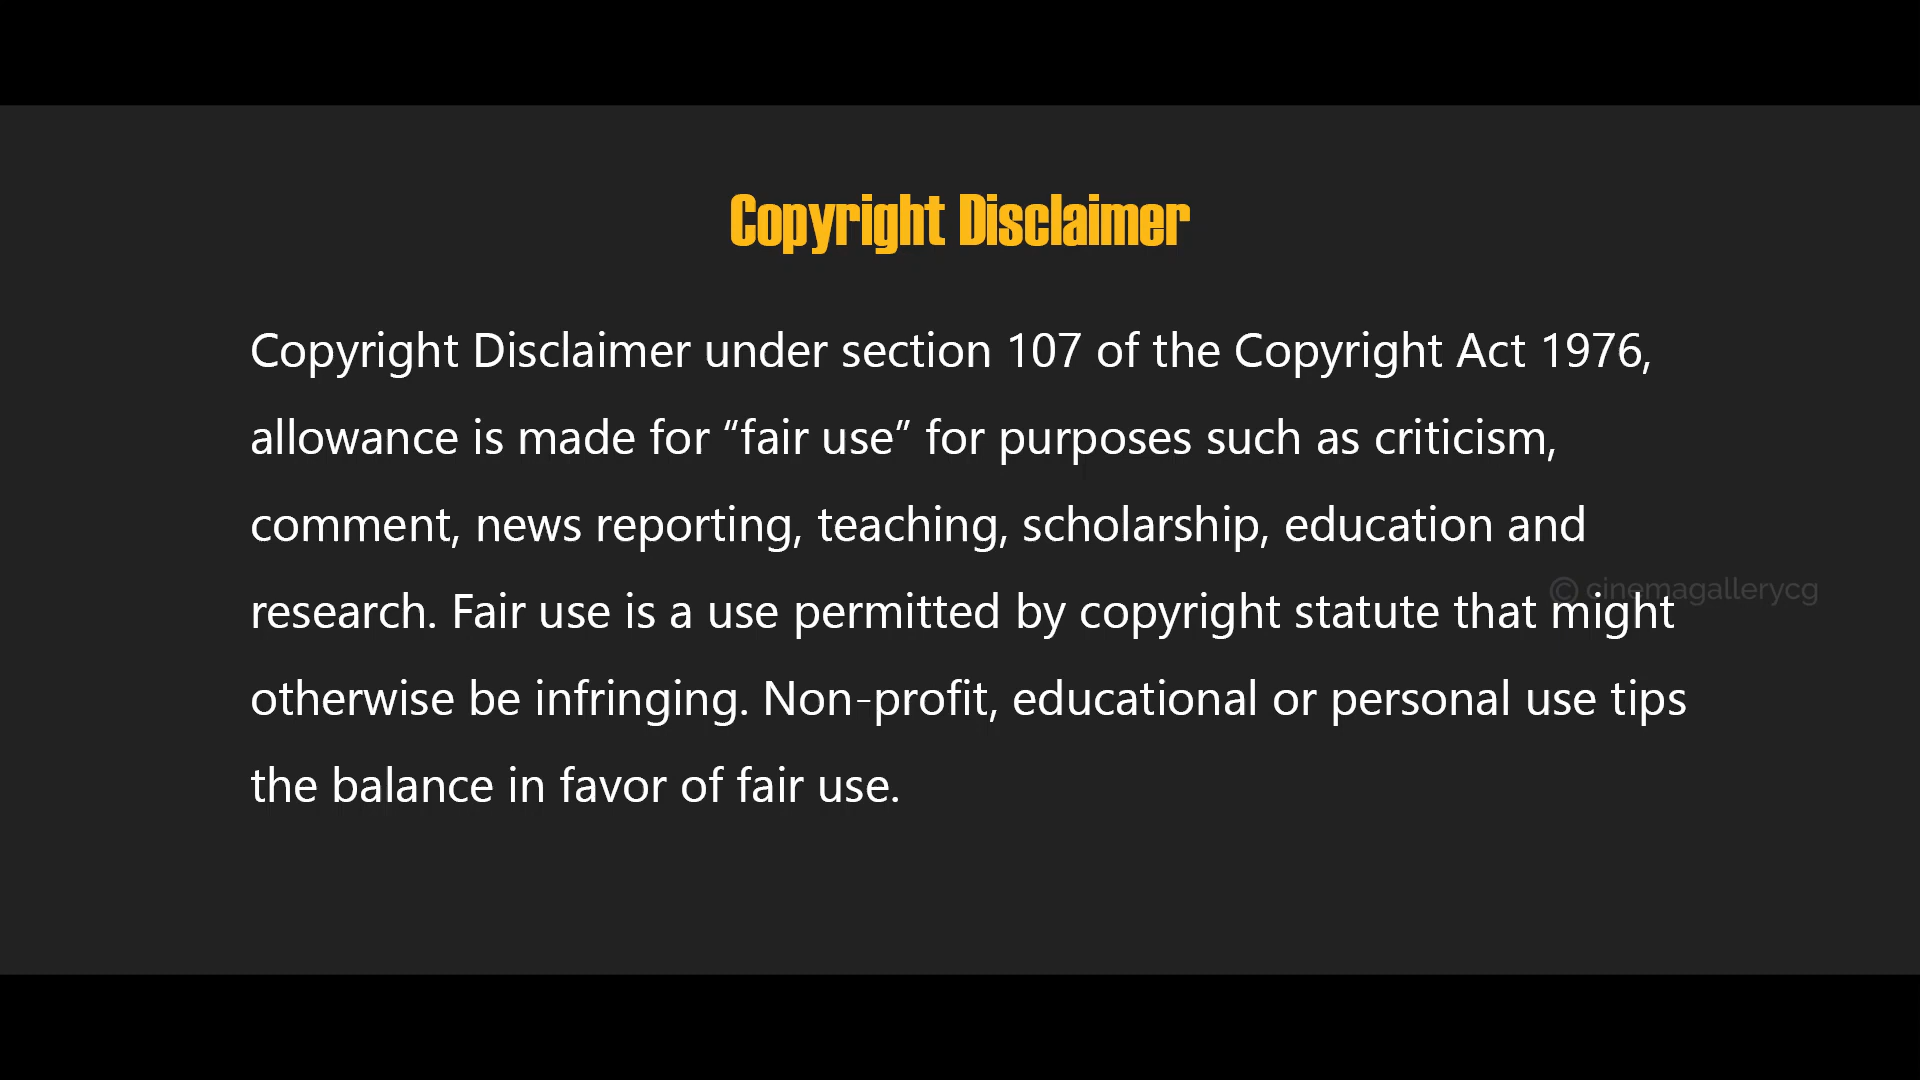 Copyright Disclaimer
Copyright Disclaimer under section 107 of the Copyright Act 1976,
allowance is made for “fair use” for purposes such as criticism,
comment, news reporting, teaching, scholarship, education and
© cinemagallerycg
research. Fair use is a use permitted by copyright statute that might
otherwise be infringing. Non-profit, educational or personal use tips
the balance in favor of fair use.